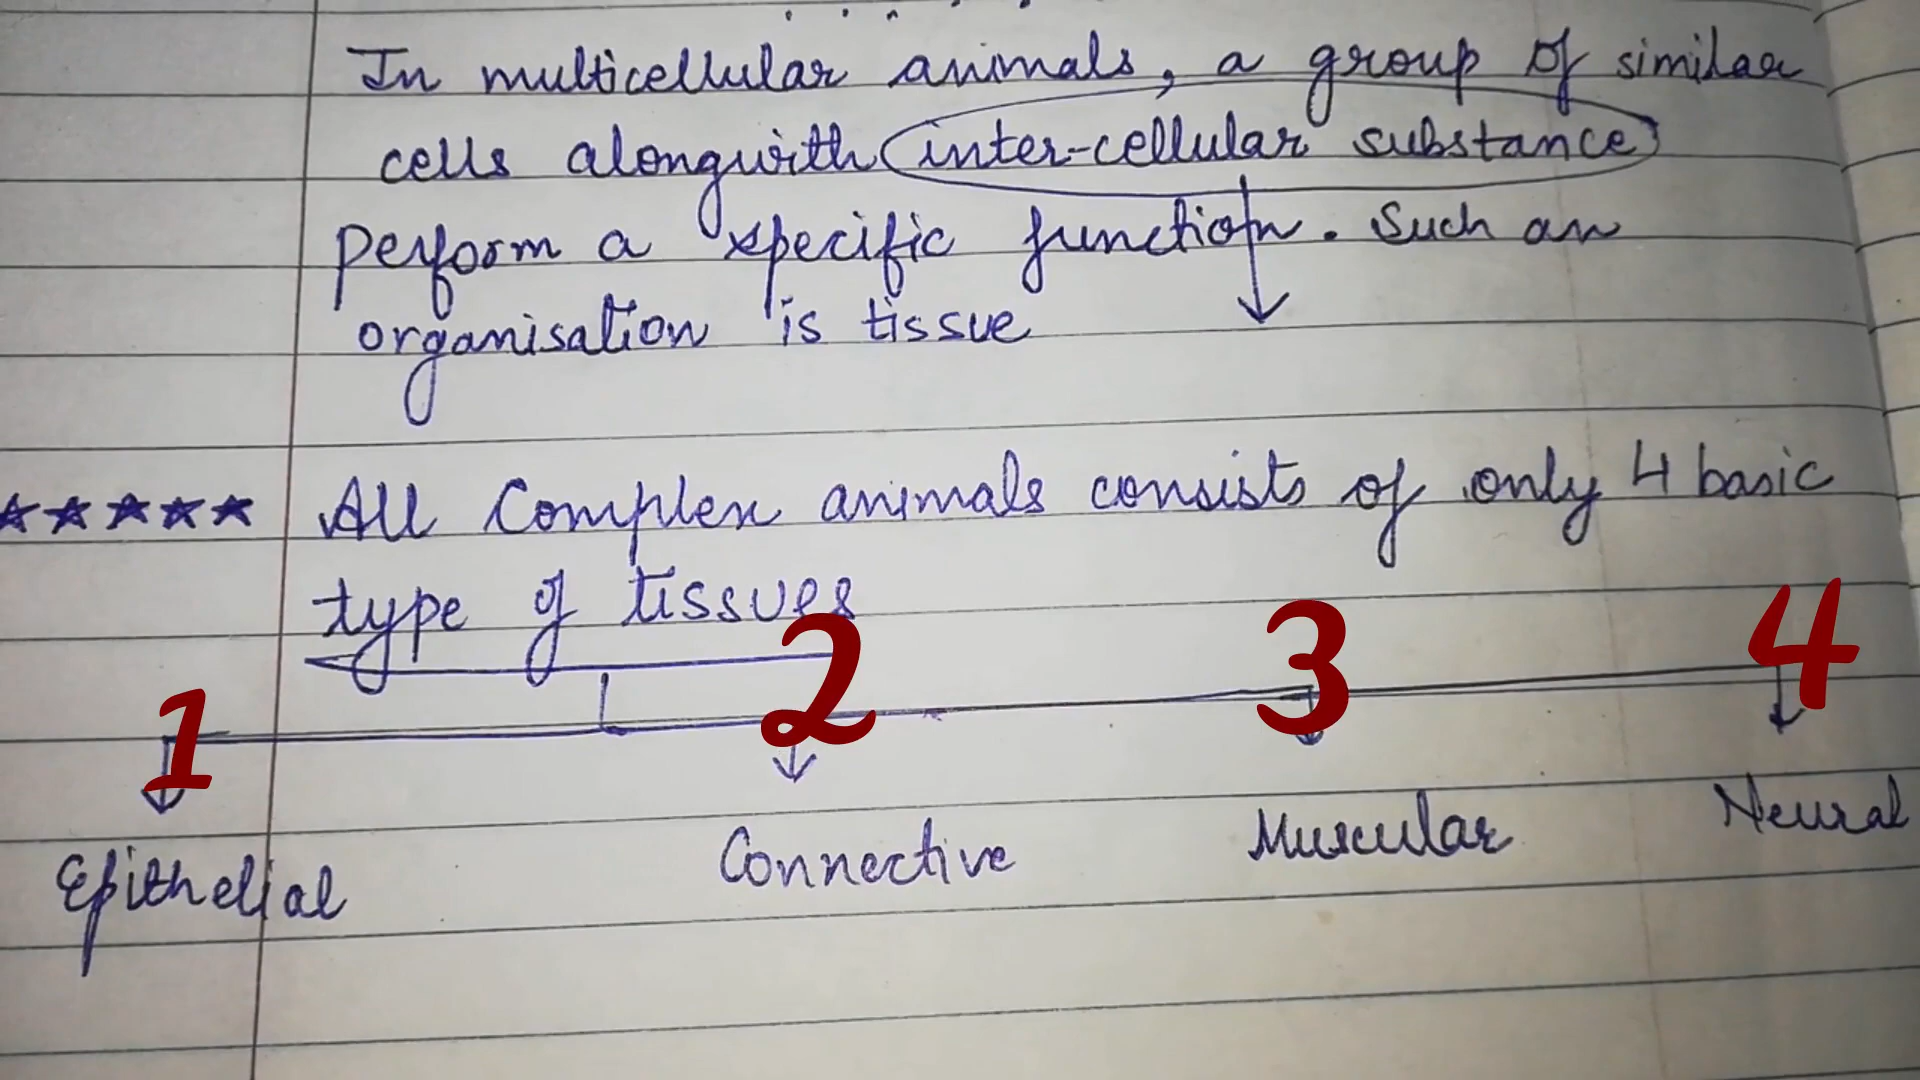 In multicellular animals, a group of similar
cells alongwith inter-cellular substance
perform a specific function. Such an
organisation is tissue
★★★★★ All Complex animals consists of only 4 basic
type of tissues
1 2 3 4
Epithelial Connective Muscular Neural